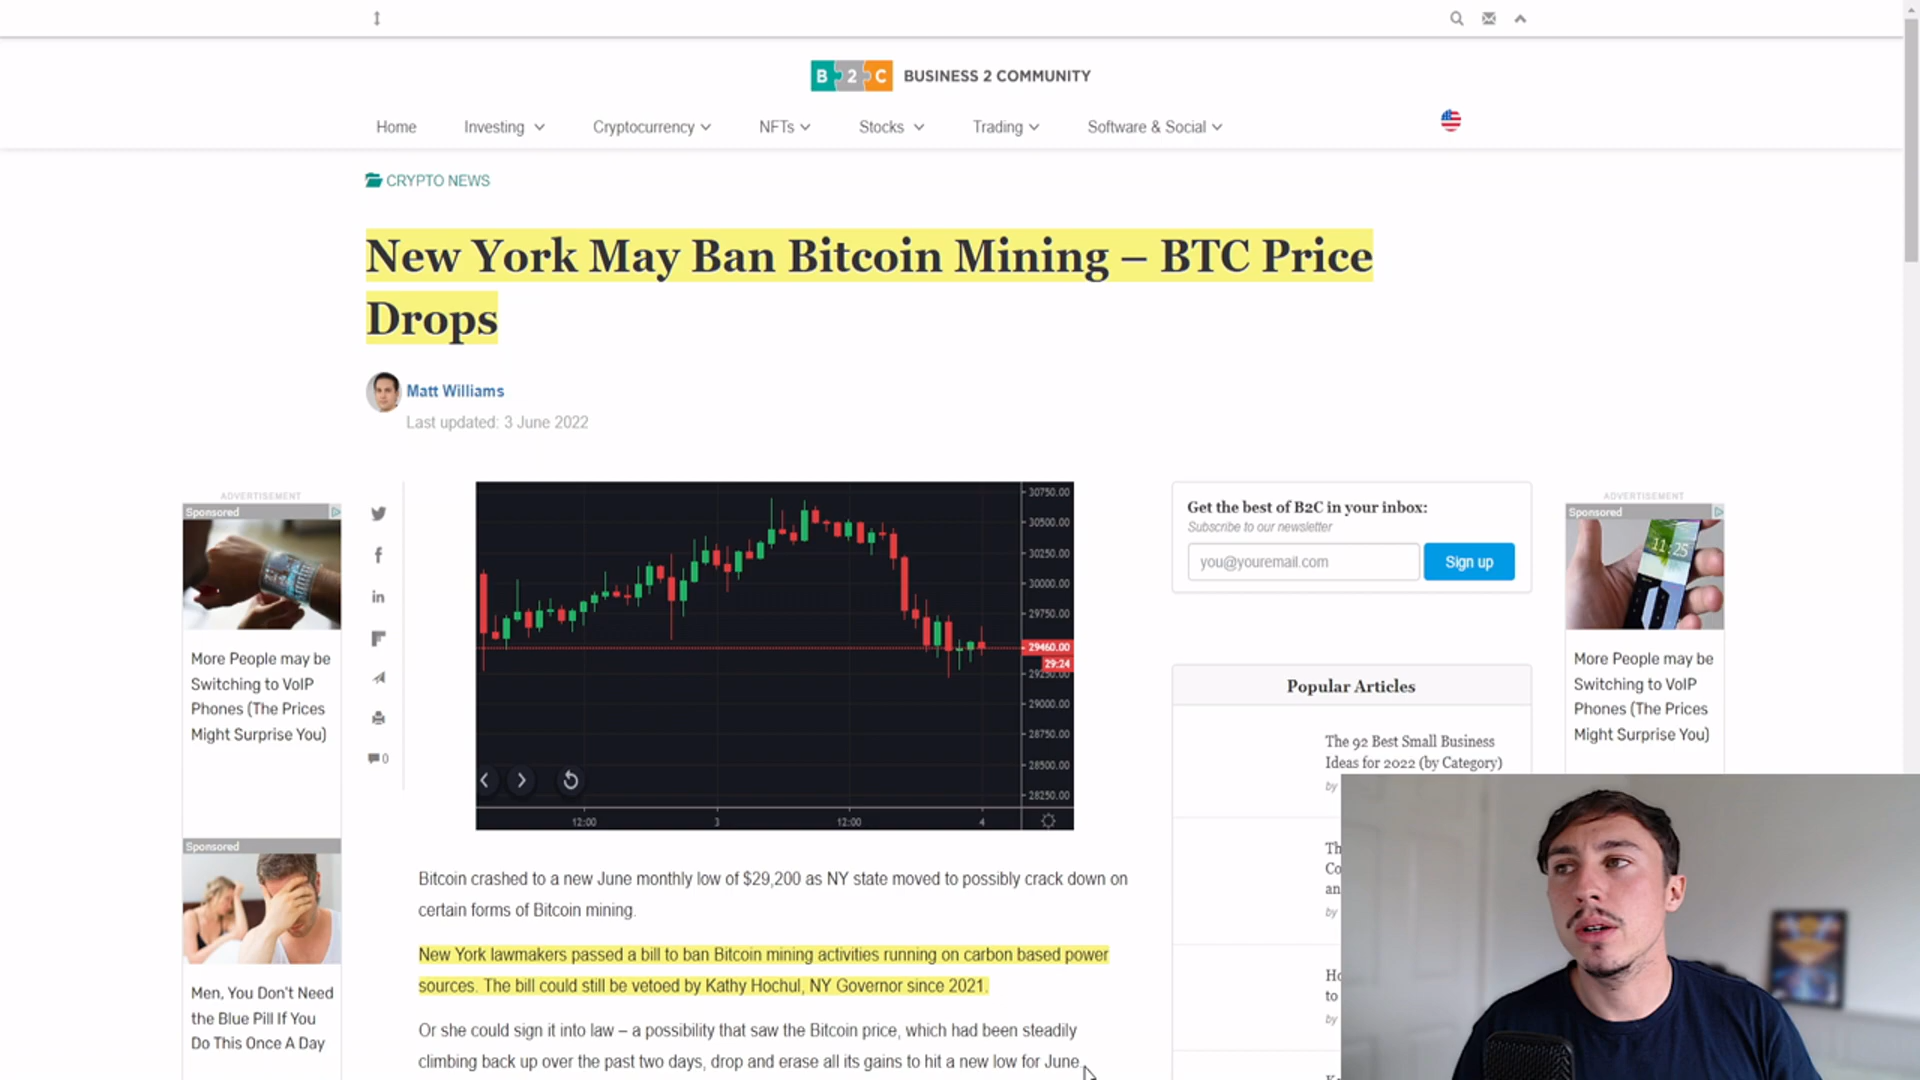 B 2 C BUSINESS 2 COMMUNITY
Home Investing Cryptocurrency NFTs Stocks Trading Software & Social
CRYPTO NEWS
New York May Ban Bitcoin Mining – BTC Price
Drops
Matt Williams
Last updated: 3 June 2022
ADVERTISEMENT
Sponsored
More People may be
Switching to VoIP
Phones (The Prices
Might Surprise You)
Sponsored
Men, You Don't Need
the Blue Pill If You
Do This Once A Day
0
30750.00
30500.00
30250.00
30000.00
29750.00
29460.00
29:24
29250.00
29000.00
28750.00
28500.00
28250.00
12:00 3 12:00 4
Bitcoin crashed to a new June monthly low of $29,200 as NY state moved to possibly crack down on
certain forms of Bitcoin mining.
New York lawmakers passed a bill to ban Bitcoin mining activities running on carbon based power
sources. The bill could still be vetoed by Kathy Hochul, NY Governor since 2021.
Or she could sign it into law – a possibility that saw the Bitcoin price, which had been steadily
climbing back up over the past two days, drop and erase all its gains to hit a new low for June.
Get the best of B2C in your inbox:
Subscribe to our newsletter
you@youremail.com Sign up
Popular Articles
The 92 Best Small Business
Ideas for 2022 (by Category)
by
Th
Co
an
by
Ho
to
by
ADVERTISEMENT
Sponsored
11:25
More People may be
Switching to VoIP
Phones (The Prices
Might Surprise You)